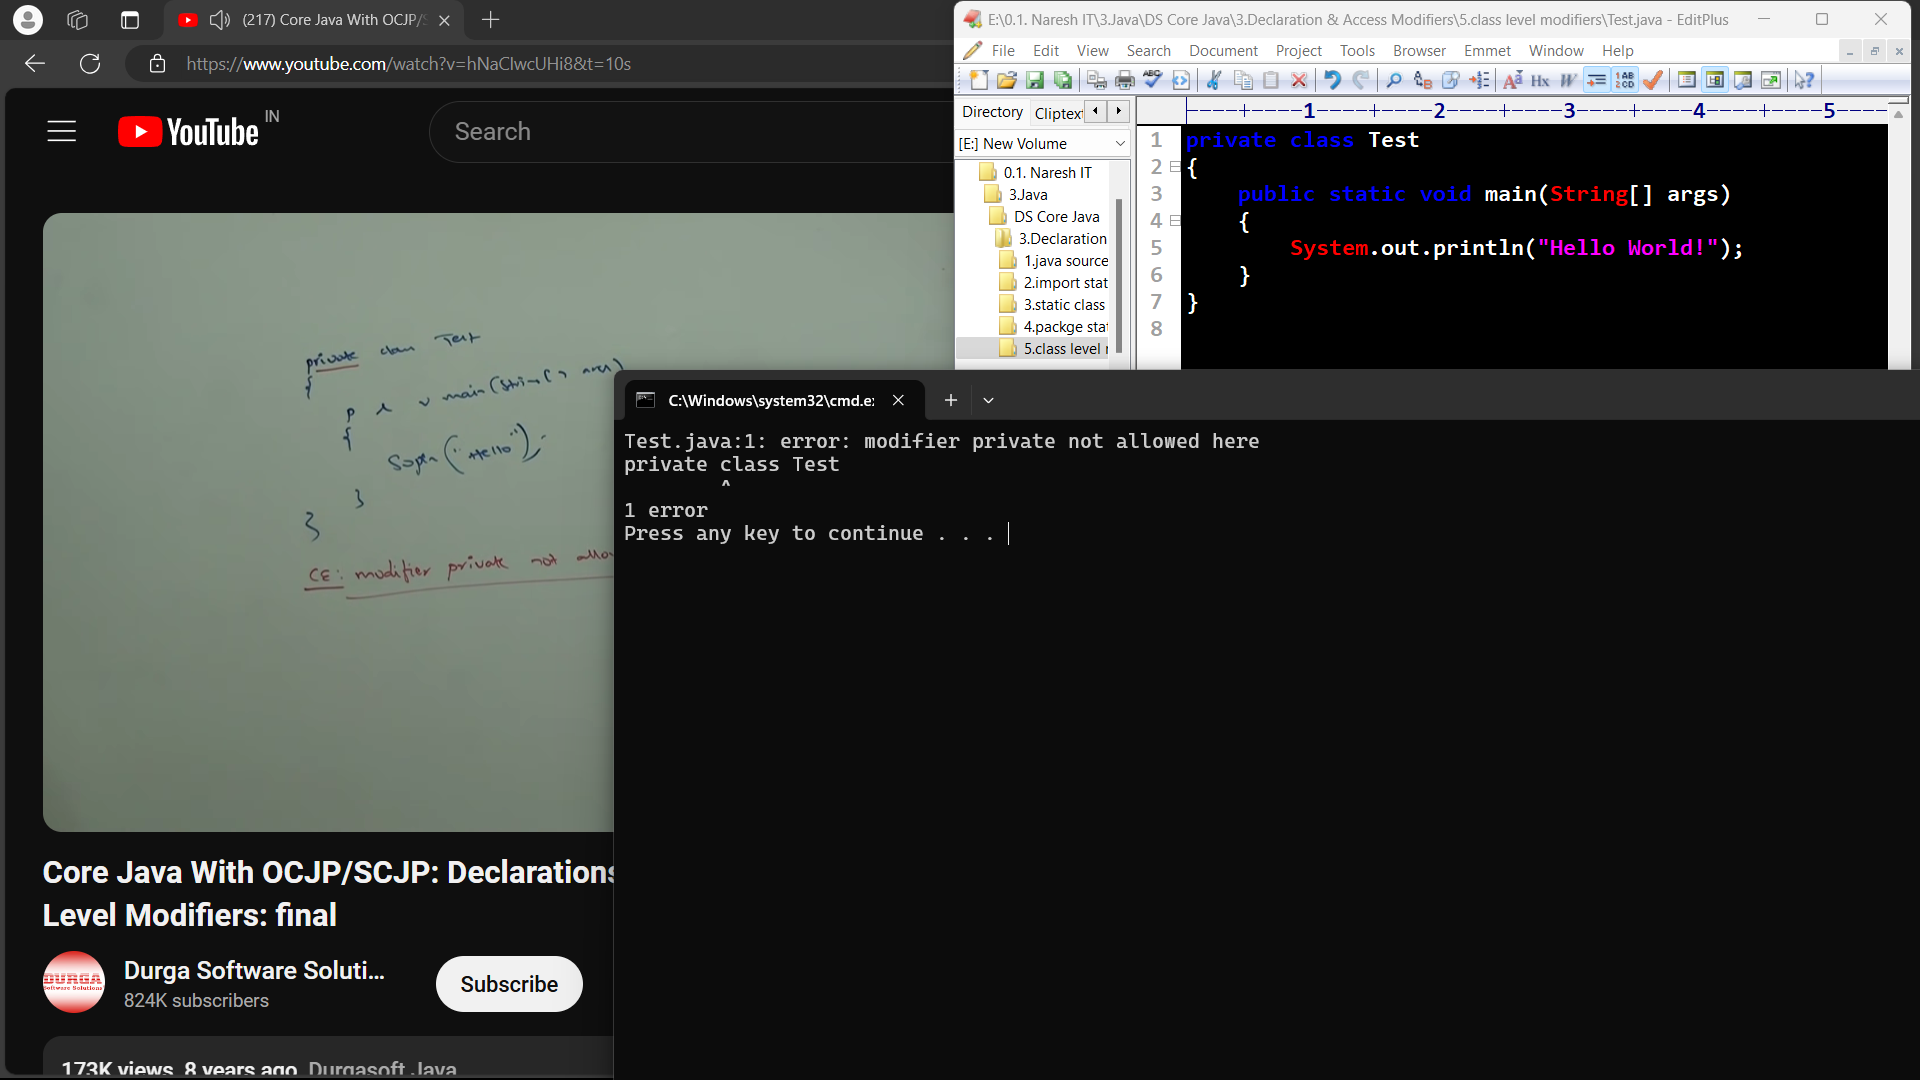 (217) Core Java With OCJP/S
https://www.youtube.com/watch?v=hNaClwcUHi8&t=10s
YouTube IN
Search
private class Test
{
p s v main(String[] args)
{
Sopln("Hello");
}
}
CE: modifier private not allo
Core Java With OCJP/SCJP: Declarations
Level Modifiers: final
DURGA
Software Solutions
Durga Software Soluti...
824K subscribers
Subscribe
173K views 8 years ago Durgasoft Java
E:\0.1. Naresh IT\3.Java\DS Core Java\3.Declaration & Access Modifiers\5.class level modifiers\Test.java - EditPlus
File Edit View Search Document Project Tools Browser Emmet Window Help
Directory Cliptext
[E:] New Volume
0.1. Naresh IT
3.Java
DS Core Java
3.Declaration
1.java source
2.import stat
3.static class
4.packge stat
5.class level
----+----1----+----2----+----3----+----4----+----5----
1 private class Test
2 {
3 public static void main(String[] args)
4 {
5 System.out.println("Hello World!");
6 }
7 }
8
C:\Windows\system32\cmd.e
Test.java:1: error: modifier private not allowed here
private class Test
^
1 error
Press any key to continue . . .